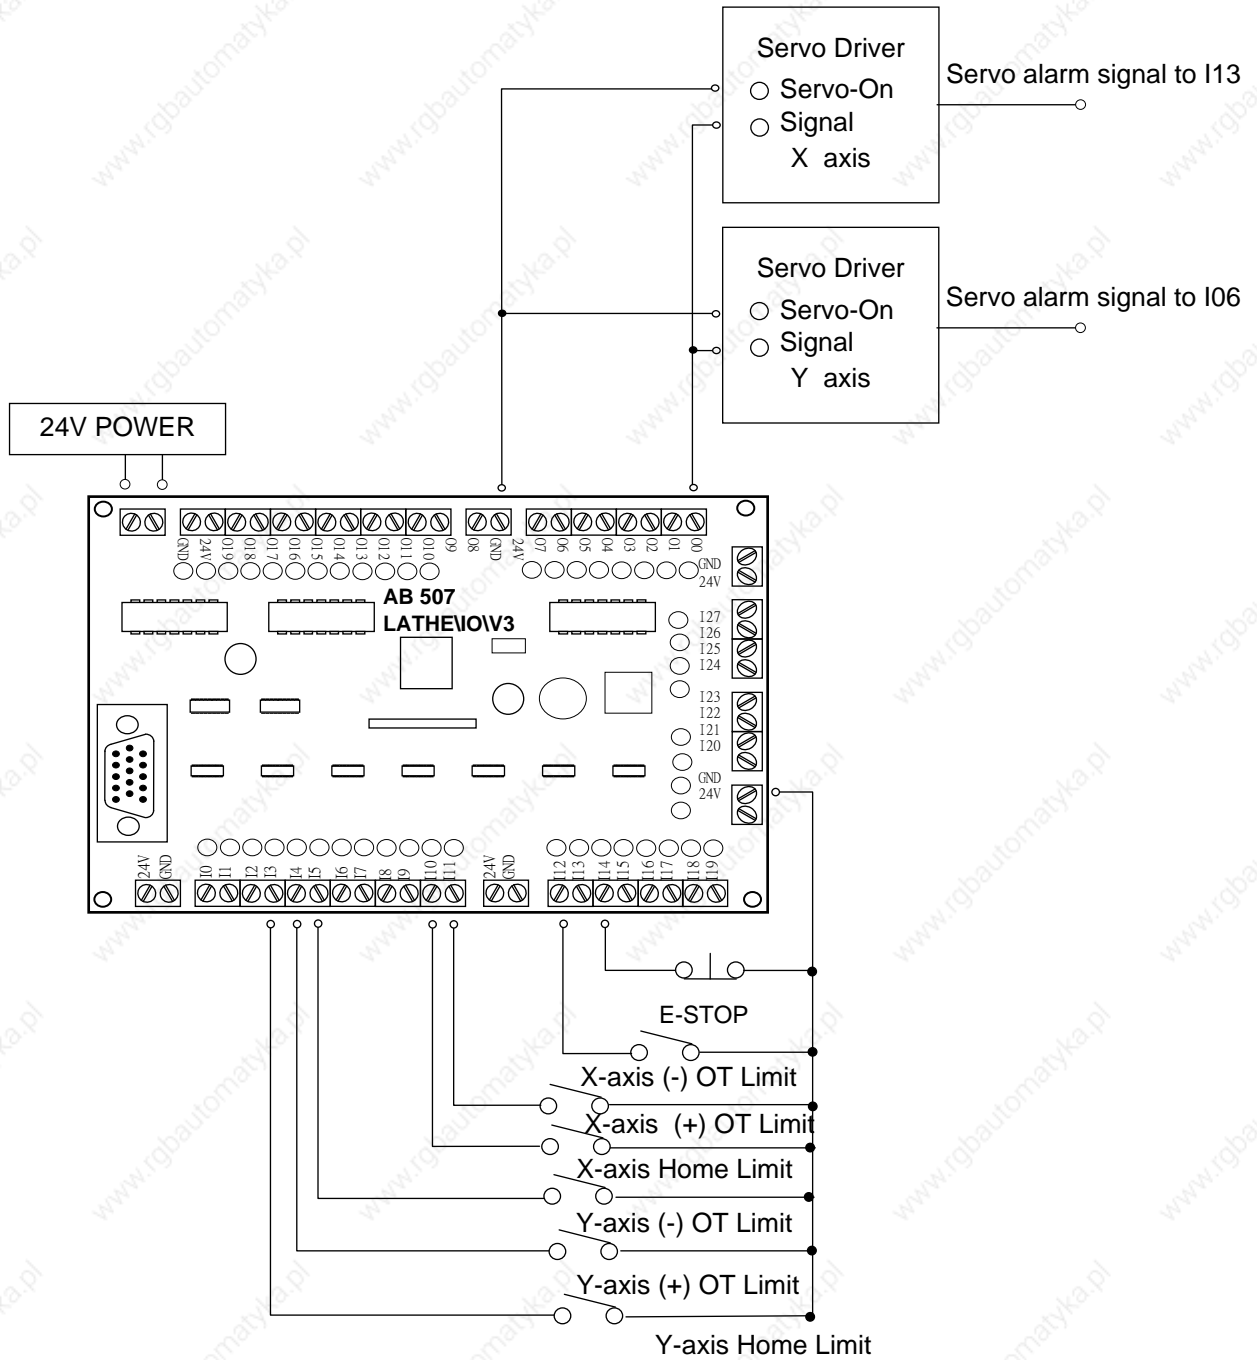 Servo Driver
Servo-On
Signal
X axis
Servo alarm signal to I13
Servo Driver
Servo-On
Signal
Y axis
Servo alarm signal to I06
24V POWER
GND 24V O19 O18 O17 O16 O15 O14 O13 O12 O11 O10 O9 O8 GND 24V O7 O6 O5 O4 O3 O2 O1 O0
GND
24V
AB 507
LATHE\IO\V3
I27
I26
I25
I24
I23
I22
I21
I20
GND
24V
24V GND I0 I1 I2 I3 I4 I5 I6 I7 I8 I9 I10 I11 24V GND I12 I13 I14 I15 I16 I17 I18 I19
E-STOP
X-axis (-) OT Limit
X-axis (+) OT Limit
X-axis Home Limit
Y-axis (-) OT Limit
Y-axis (+) OT Limit
Y-axis Home Limit
www.rgbautomatyka.pl